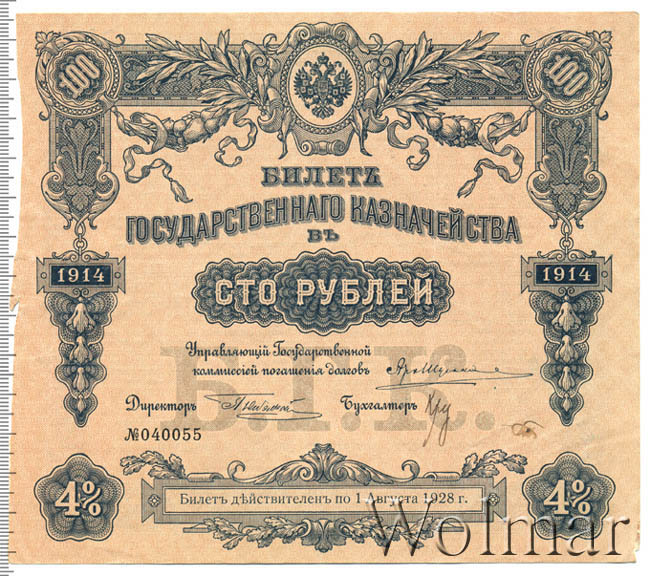 100 100
БИЛЕТЪ
ГОСУДАРСТВЕННАГО КАЗНАЧЕЙСТВА
ВЪ
1914 1914
СТО РУБЛЕЙ
Управляющій Государственной
коммиссіей погашенія долговъ
Директоръ Бухгалтеръ
№040055
4% 4%
Билетъ дѣйствителенъ по 1 Августа 1928 г.
Wolmar